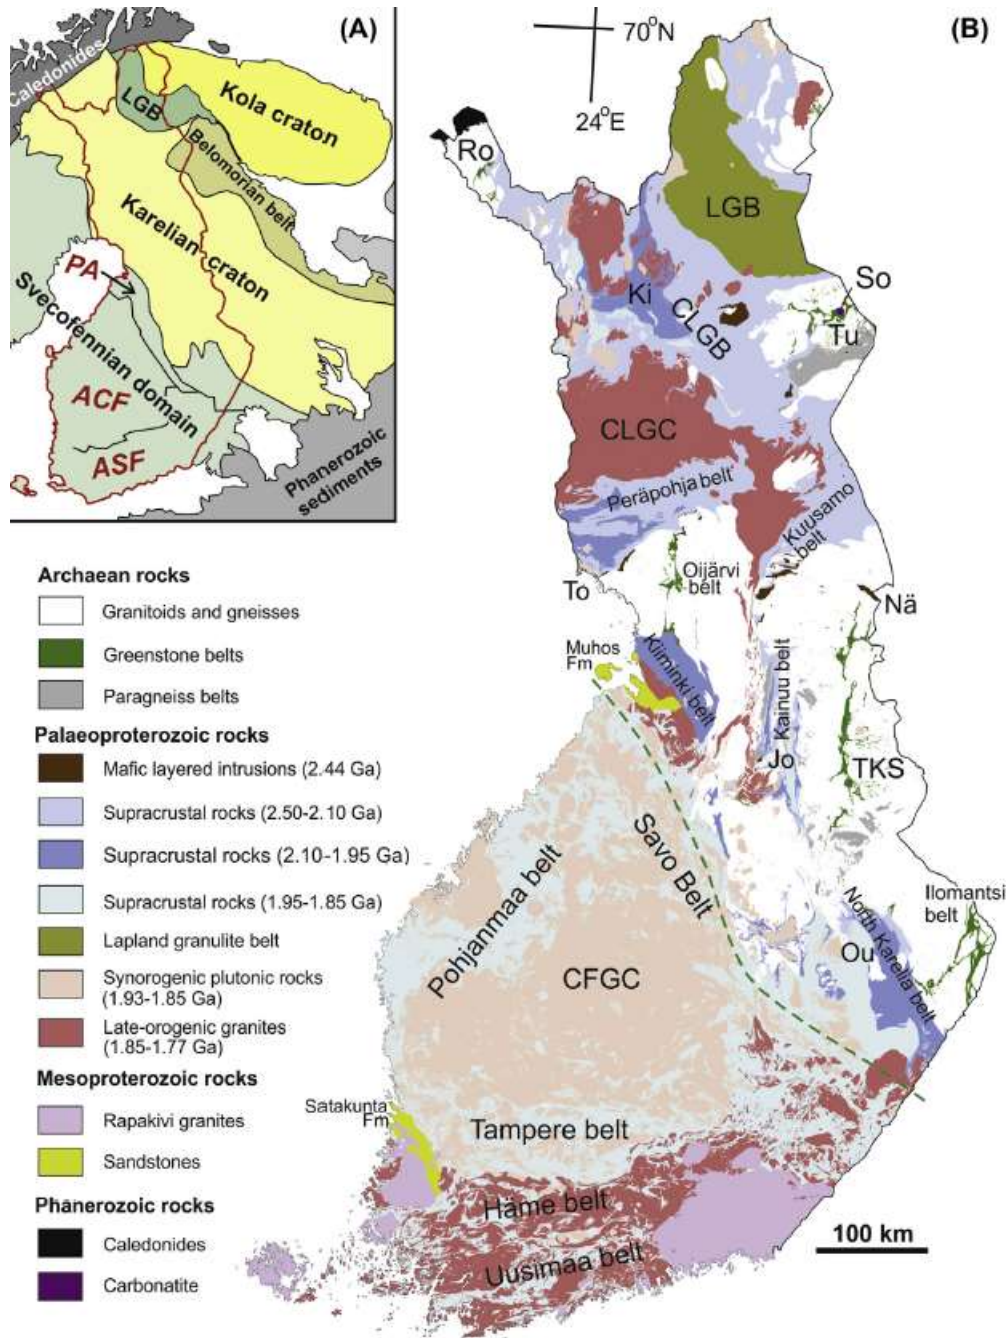 (A)
Caledonides
LGB
Kola craton
Belomorian belt
Karelian craton
PA
Svecofennian domain
ACF
ASF
Phanerozoic
sediments
(B)
70°N
24°E
Ro
LGB
Ki
CLGB
So
Tu
CLGC
Peräpohja belt
Kuusamo
belt
Oijärvi
belt
To
Nä
Muhos
Fm
Kiiminki belt
Kainuu belt
Jo
TKS
Savo Belt
Pohjanmaa belt
Ilomantsi
belt
North Karelia belt
Ou
CFGC
Satakunta
Fm
Tampere belt
Häme belt
Uusimaa belt
100 km
Archaean rocks
Granitoids and gneisses
Greenstone belts
Paragneiss belts
Palaeoproterozoic rocks
Mafic layered intrusions (2.44 Ga)
Supracrustal rocks (2.50-2.10 Ga)
Supracrustal rocks (2.10-1.95 Ga)
Supracrustal rocks (1.95-1.85 Ga)
Lapland granulite belt
Synorogenic plutonic rocks
(1.93-1.85 Ga)
Late-orogenic granites
(1.85-1.77 Ga)
Mesoproterozoic rocks
Rapakivi granites
Sandstones
Phanerozoic rocks
Caledonides
Carbonatite